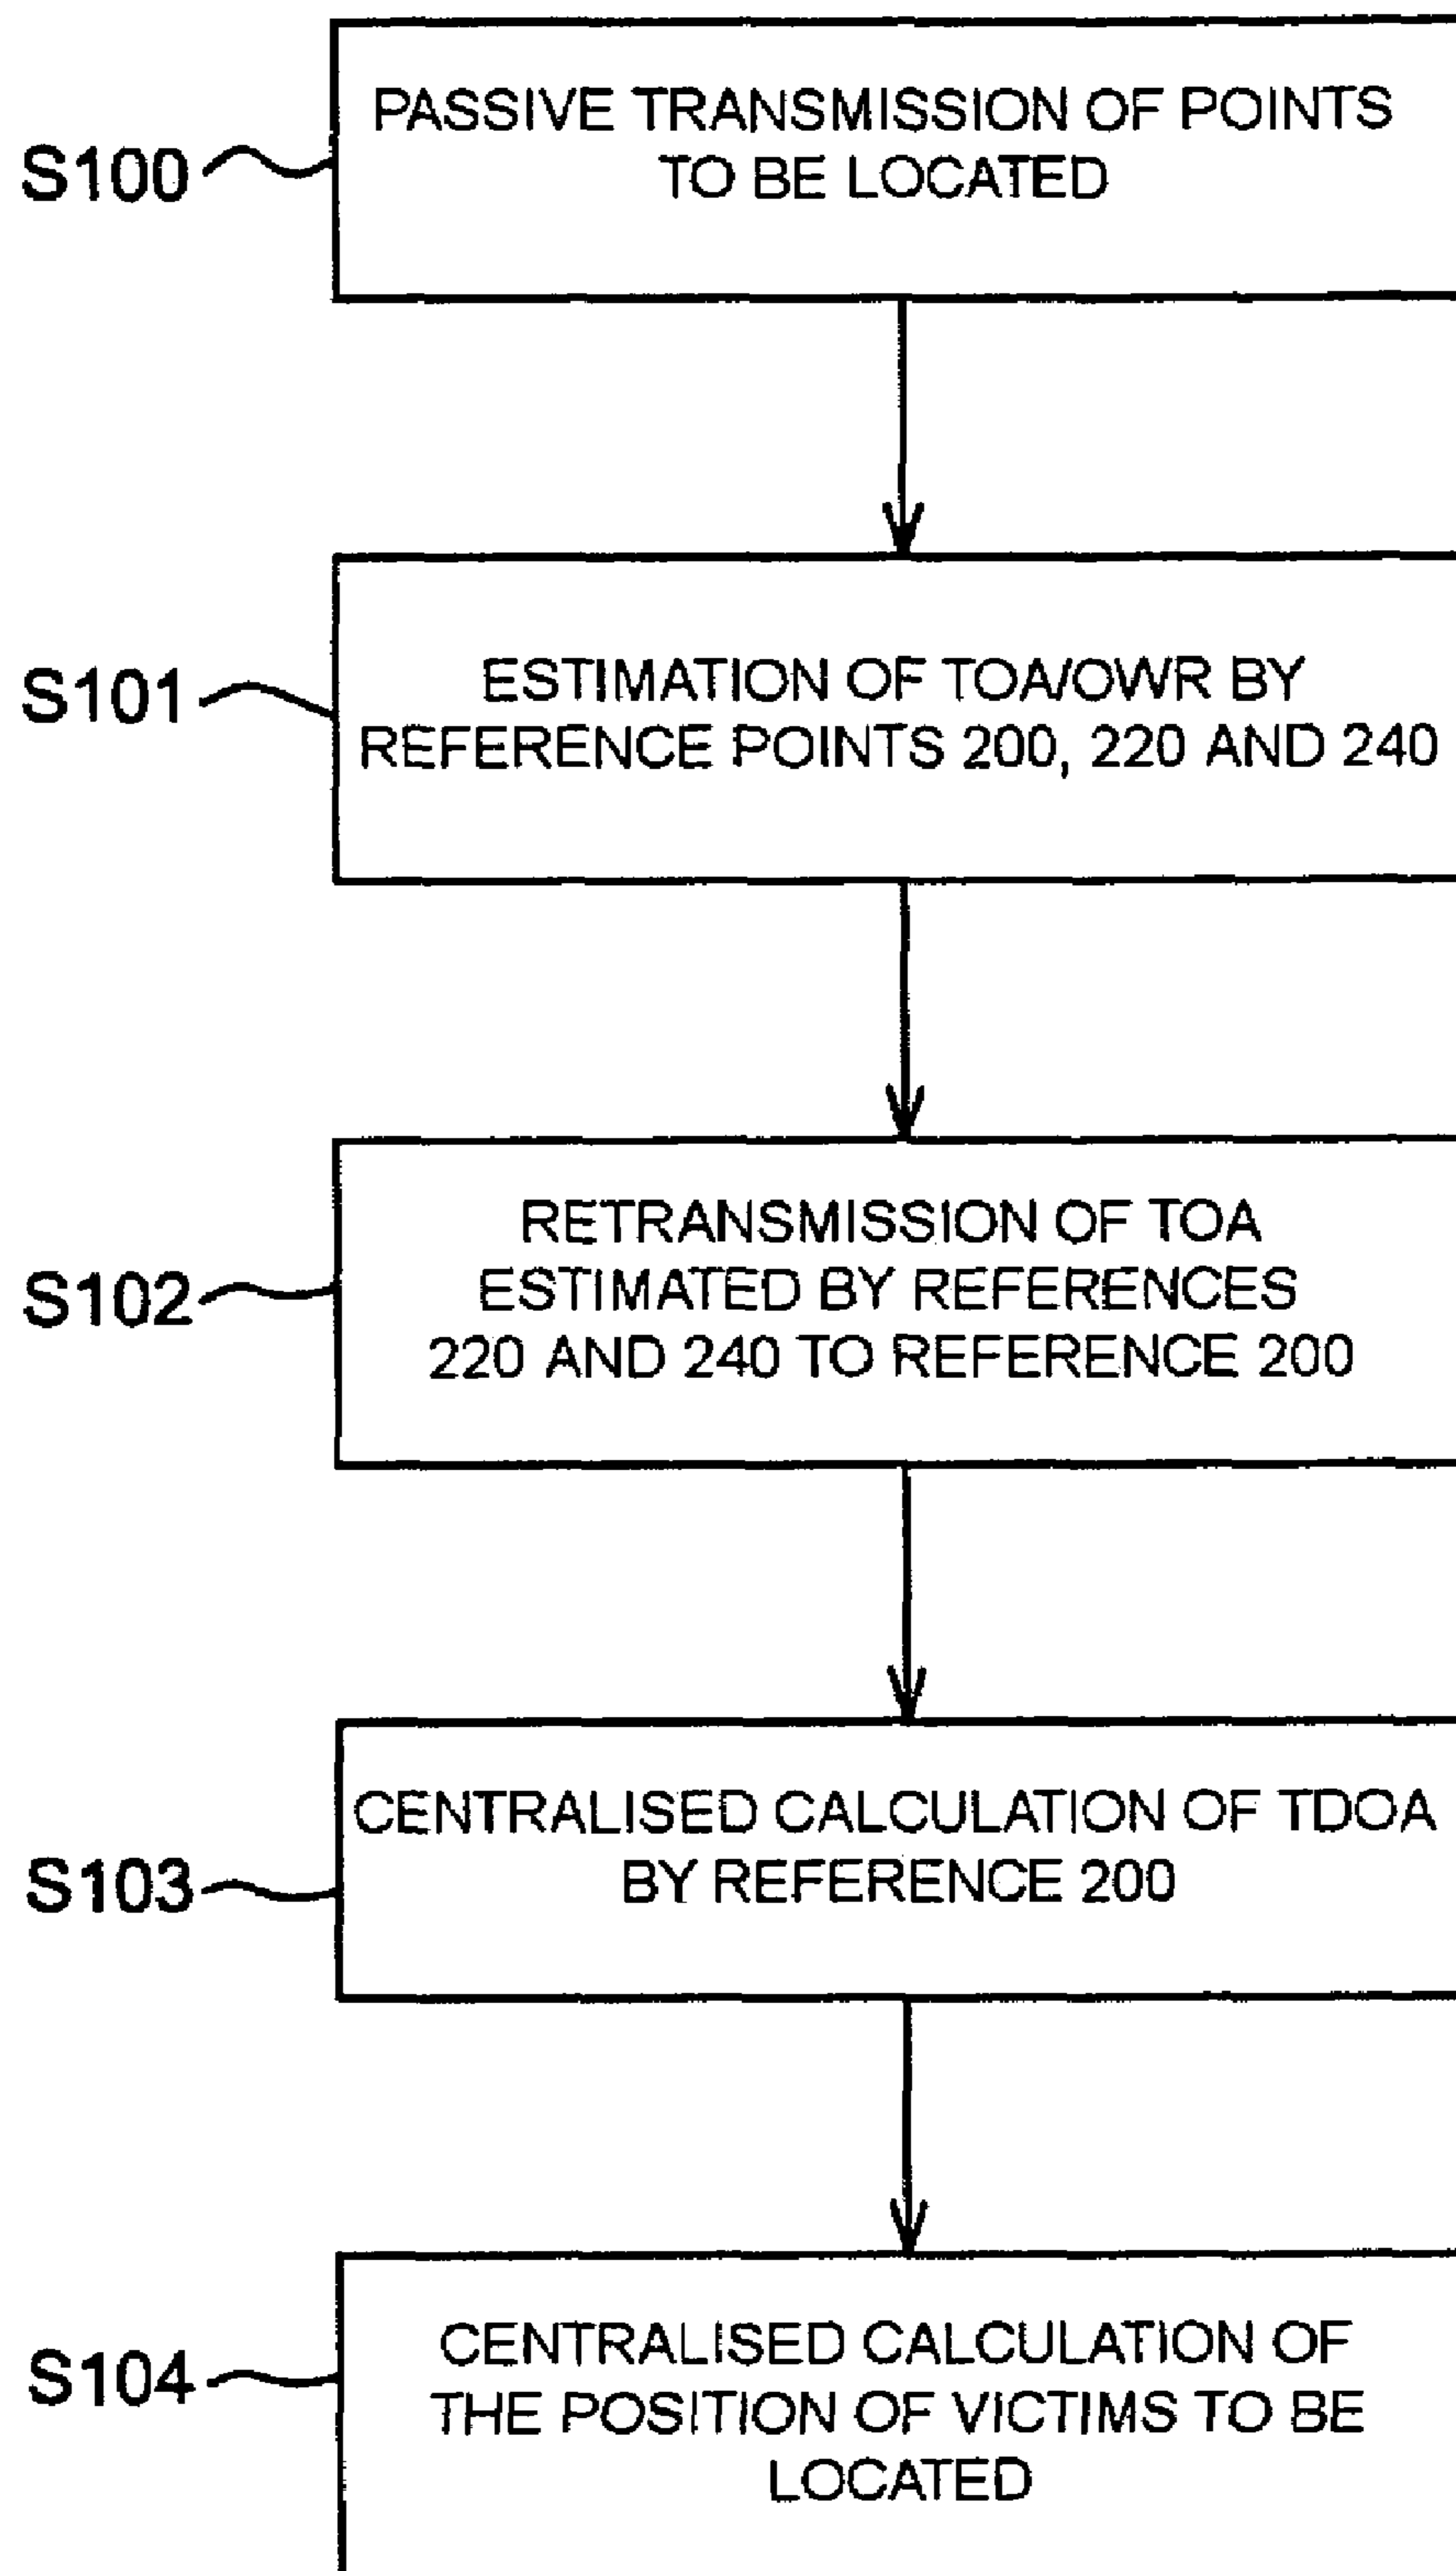 PASSIVE TRANSMISSION OF POINTS
TO BE LOCATED
S100
ESTIMATION OF TOA/OWR BY
REFERENCE POINTS 200, 220 AND 240
S101
RETRANSMISSION OF TOA
ESTIMATED BY REFERENCES
220 AND 240 TO REFERENCE 200
S102
CENTRALISED CALCULATION OF TDOA
BY REFERENCE 200
S103
CENTRALISED CALCULATION OF
THE POSITION OF VICTIMS TO BE
LOCATED
S104